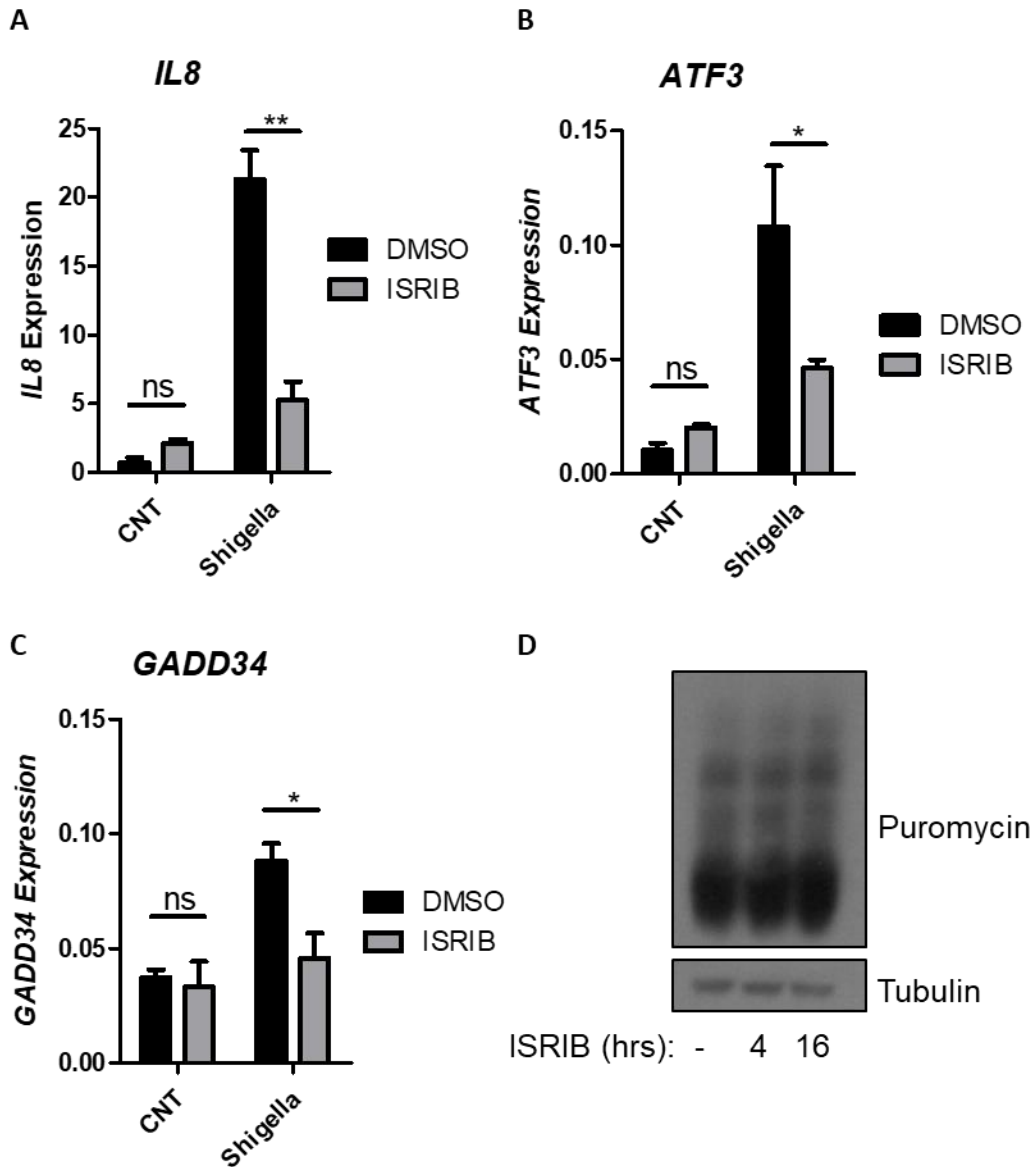 A
IL8
IL8 Expression
25
20
15
10
5
0
ns
**
CNT
Shigella
DMSO
ISRIB
B
ATF3
ATF3 Expression
0.15
0.10
0.05
0.00
ns
*
CNT
Shigella
DMSO
ISRIB
C
GADD34
GADD34 Expression
0.15
0.10
0.05
0.00
ns
*
CNT
Shigella
DMSO
ISRIB
D
Puromycin
Tubulin
ISRIB (hrs): - 4 16